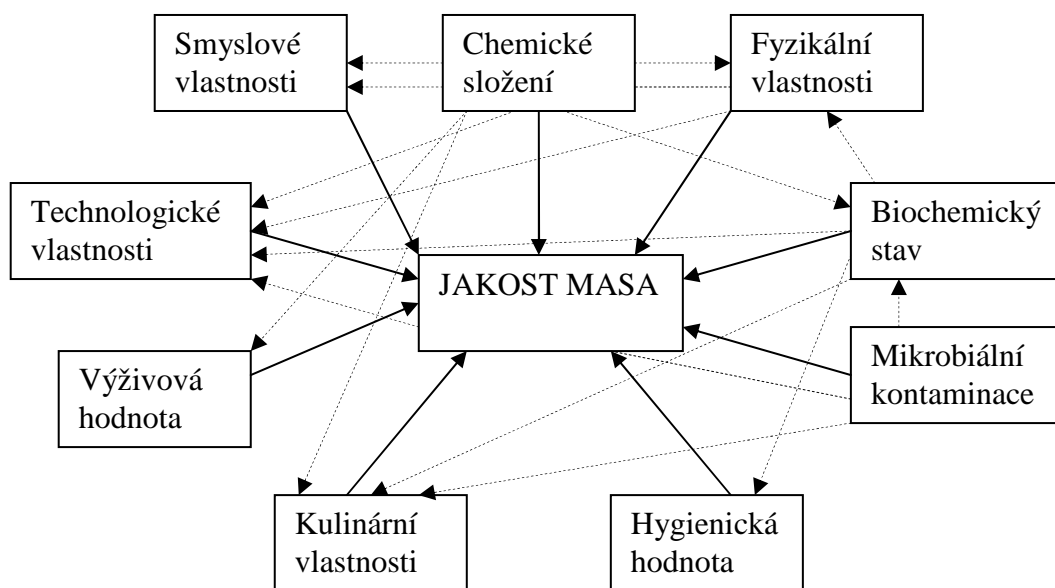 Smyslové
vlastnosti
Chemické
složení
Fyzikální
vlastnosti
Technologické
vlastnosti
Biochemický
stav
JAKOST MASA
Výživová
hodnota
Mikrobiální
kontaminace
Kulinární
vlastnosti
Hygienická
hodnota